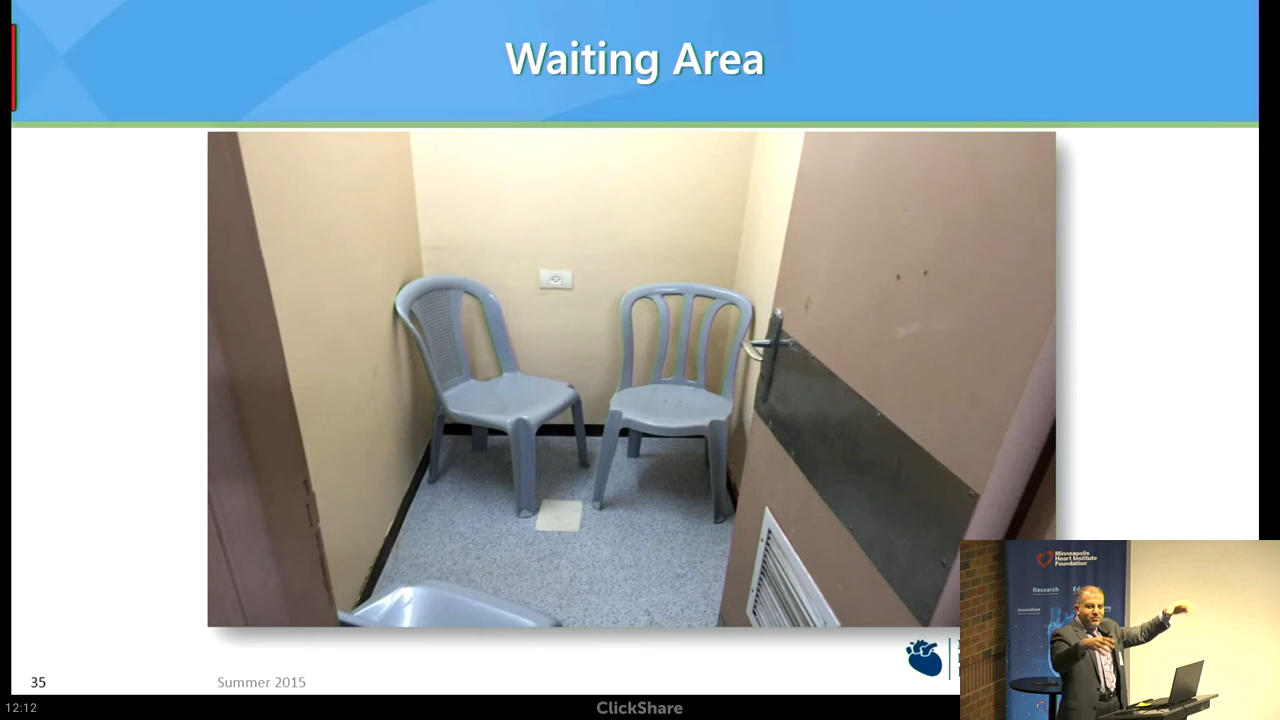 Waiting Area
Minneapolis
Heart Institute
Foundation
Research
Innovation
35
Summer 2015
12:12
ClickShare